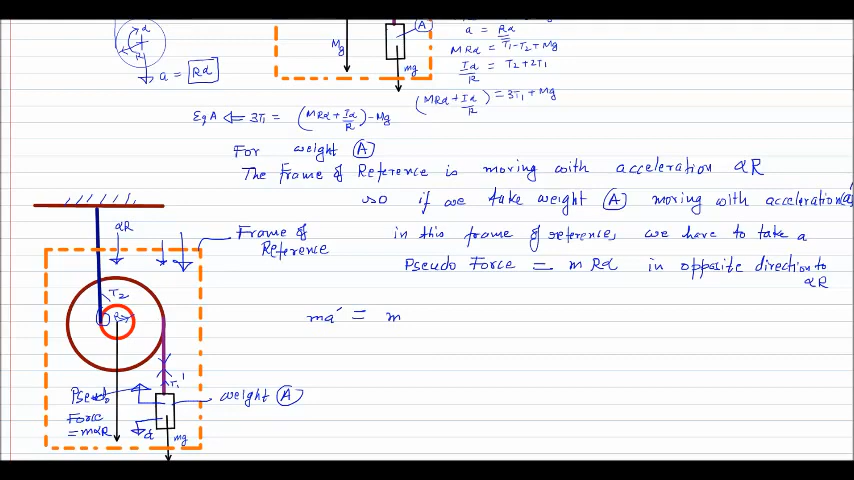 a = Rα
MRα = T₁-T₂+Mg
Mg
A
mg
R
a = Rα
Iα/R = T₂+2T₁
(MRα+Iα/R) = 3T₁+Mg
EqA ⇐ 3T₁ = (MRα+Iα/R)-Mg
For weight A
The Frame of Reference is moving with acceleration αR
so if we take weight A moving with acceleration(a')
in this frame of reference, we have to take a
Pseudo Force = mRα in opposite direction to
αR
αR
Frame of
Reference
T₂
R
ma' = m
T₁
Pseudo
Force
=mαR
weight A
mg